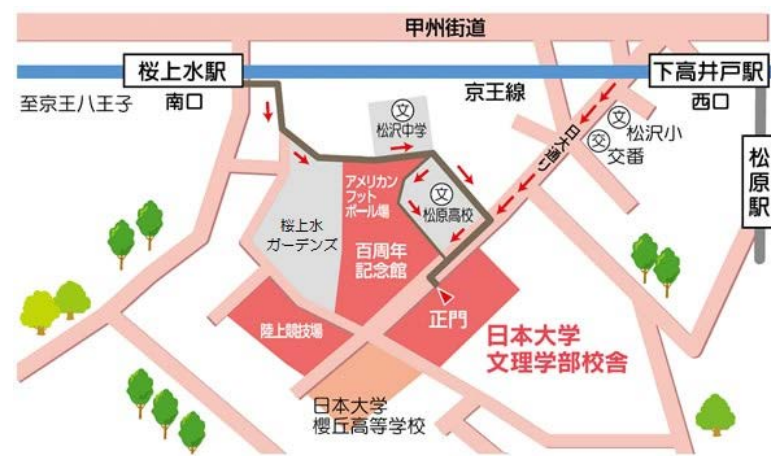 甲州街道
桜上水駅
下高井戸駅
至京王八王子
南口
京王線
西口
文
松沢中学
日大通り
文
松沢小
交
交番
松原駅
アメリカン
フット
ボール場
文
松原高校
桜上水
ガーデンズ
百周年
記念館
正門
陸上競技場
日本大学
文理学部校舎
日本大学
櫻丘高等学校